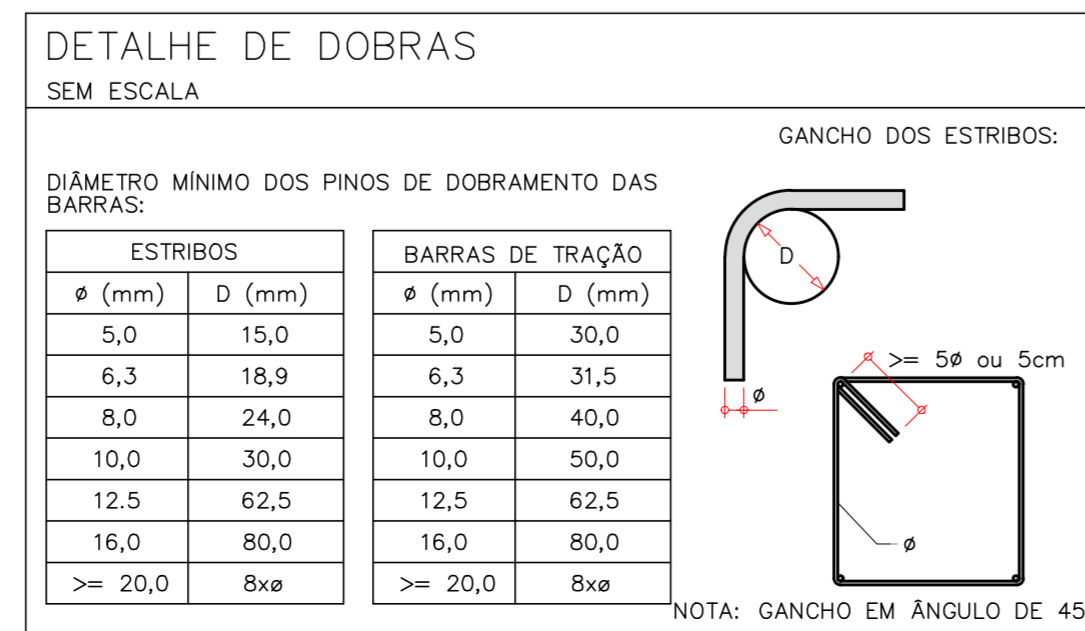 DETALHE DE DOBRAS
SEM ESCALA
GANCHO DOS ESTRIBOS:
DIÂMETRO MÍNIMO DOS PINOS DE DOBRAMENTO DAS
BARRAS:
ESTRIBOS
ø (mm) D (mm)
5,0 15,0
6,3 18,9
8,0 24,0
10,0 30,0
12.5 62,5
16,0 80,0
>= 20,0 8xø
BARRAS DE TRAÇÃO
ø (mm) D (mm)
5,0 30,0
6,3 31,5
8,0 40,0
10,0 50,0
12,5 62,5
16,0 80,0
>= 20,0 8xø
D
ø
>= 5ø ou 5cm
ø
NOTA: GANCHO EM ÂNGULO DE 45